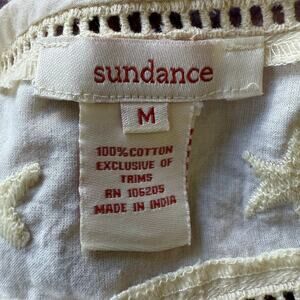 sundance
M
100% COTTON
EXCLUSIVE OF
TRIMS
RN 106205
MADE IN INDIA